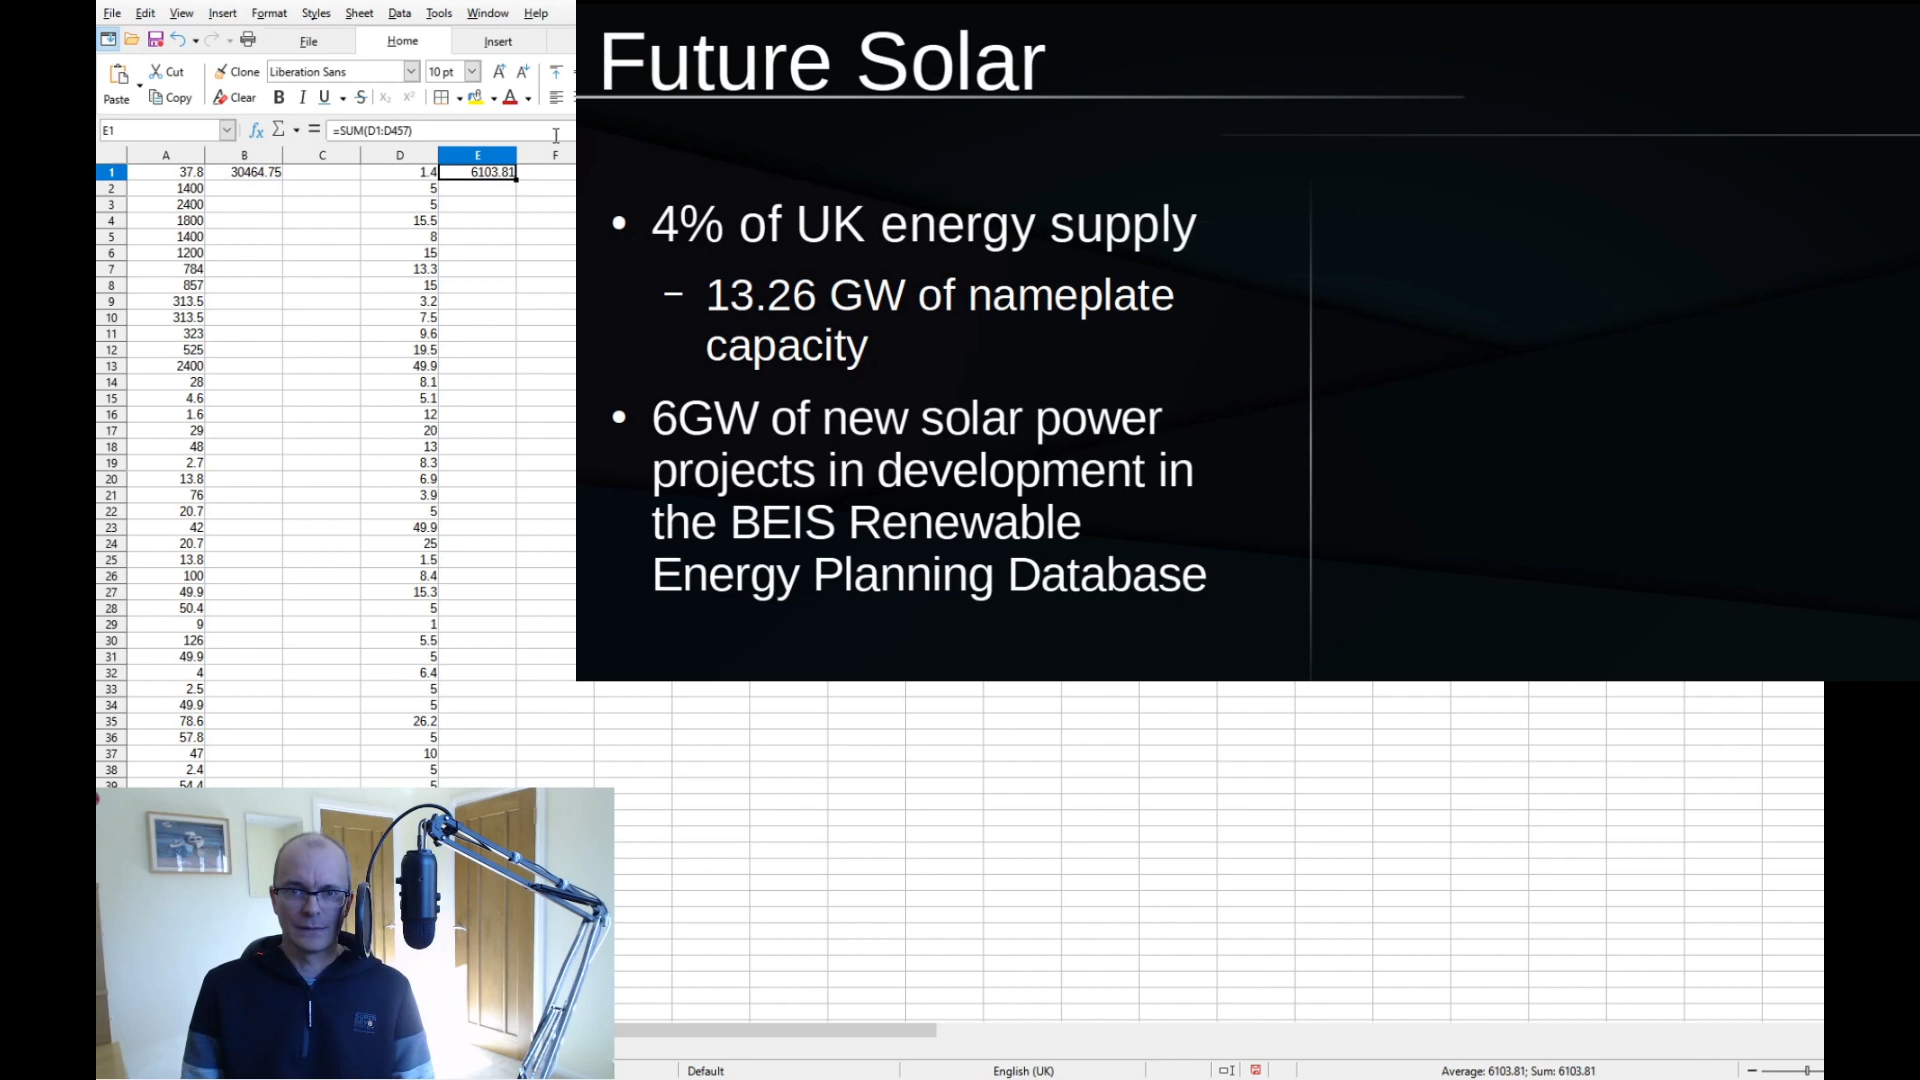 File Edit View Insert Format Styles Sheet Data Tools Window Help
File Home Insert
Cut Clone Liberation Sans 10 pt
Paste Copy Clear B I U S X₂ X²
E1 fx Σ = =SUM(D1:D457)
A B C D E F
1 37.8 30464.75 1.4 6103.81
2 1400 5
3 2400 5
4 1800 15.5
5 1400 8
6 1200 15
7 784 13.3
8 857 15
9 313.5 3.2
10 313.5 7.5
11 323 9.6
12 525 19.5
13 2400 49.9
14 28 8.1
15 4.6 5.1
16 1.6 12
17 29 20
18 48 13
19 2.7 8.3
20 13.8 6.9
21 76 3.9
22 20.7 5
23 42 49.9
24 20.7 25
25 13.8 1.5
26 100 8.4
27 49.9 15.3
28 50.4 5
29 9 1
30 126 5.5
31 49.9 5
32 4 6.4
33 2.5 5
34 49.9 5
35 78.6 26.2
36 57.8 5
37 47 10
38 2.4 5
39 54.4 5
Future Solar
• 4% of UK energy supply
– 13.26 GW of nameplate
capacity
• 6GW of new solar power
projects in development in
the BEIS Renewable
Energy Planning Database
Default English (UK) Average: 6103.81; Sum: 6103.81